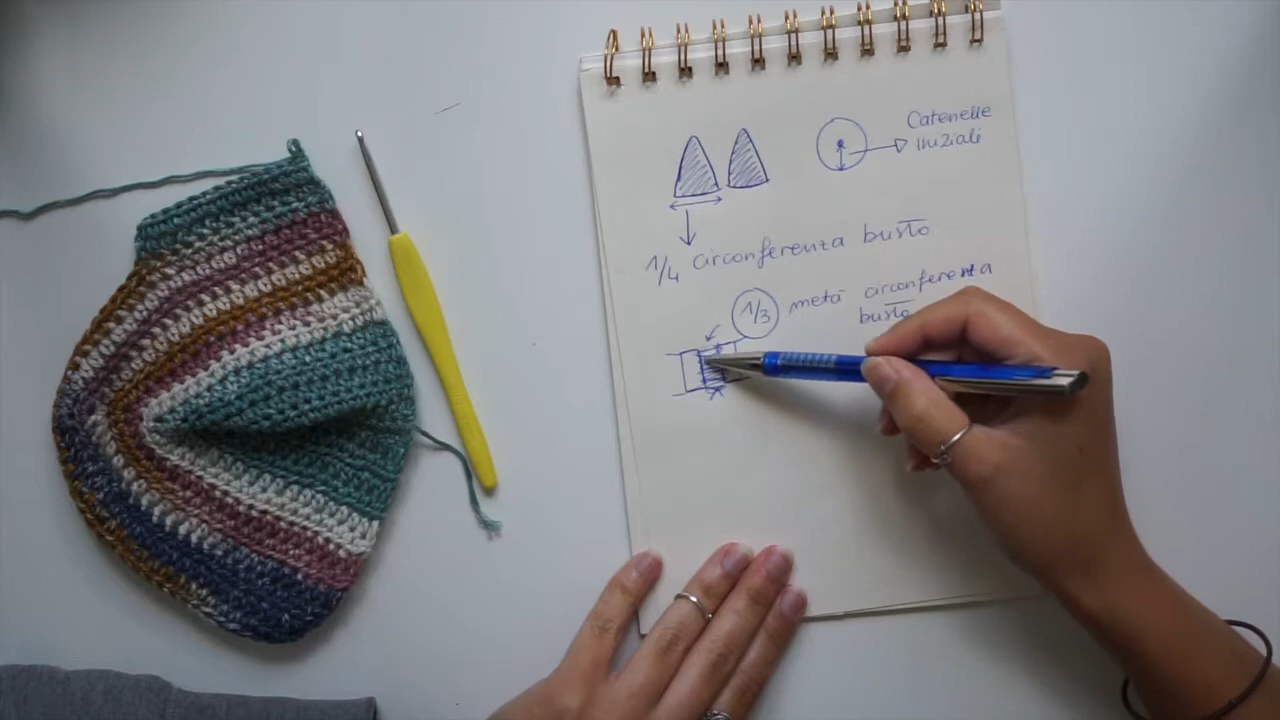 Catenelle
iniziali
1/4 circonferenza busto
1/3 metà circonferenza
busto